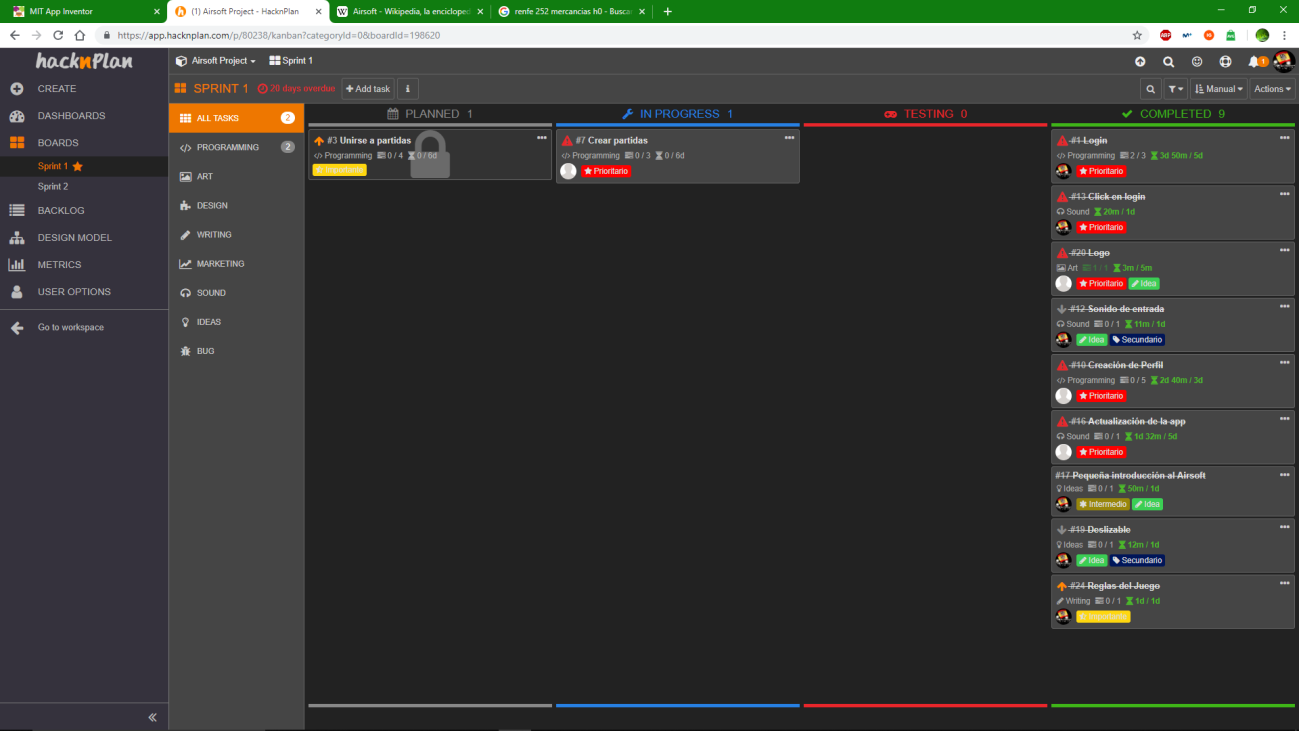 MIT App Inventor
(1) Airsoft Project - HacknPlan
Airsoft - Wikipedia, la encicloped
renfe 252 mercancias h0 - Buscar
https://app.hacknplan.com/p/80238/kanban?categoryId=0&boardId=198620
ABP
hacknPlan
Airsoft Project
Sprint 1
1
CREATE
DASHBOARDS
BOARDS
Sprint 1
Sprint 2
BACKLOG
DESIGN MODEL
METRICS
USER OPTIONS
Go to workspace
SPRINT 1
20 days overdue
Add task
Manual
Actions
ALL TASKS 2
PROGRAMMING 2
ART
DESIGN
WRITING
MARKETING
SOUND
IDEAS
BUG
PLANNED 1
#3 Unirse a partidas
Programming 0 / 4 0 / 6d
Importante
IN PROGRESS 1
#7 Crear partidas
Programming 0 / 3 0 / 6d
Prioritario
TESTING 0
COMPLETED 9
#1 Login
Programming 2 / 3 3d 50m / 5d
Prioritario
#13 Click en login
Sound 20m / 1d
Prioritario
#20 Logo
Art 1 / 1 3m / 5m
Prioritario Idea
#12 Sonido de entrada
Sound 0 / 1 11m / 1d
Idea Secundario
#10 Creación de Perfil
Programming 0 / 5 2d 40m / 3d
Prioritario
#16 Actualización de la app
Sound 0 / 1 1d 32m / 5d
Prioritario
#17 Pequeña introducción al Airsoft
Ideas 0 / 1 50m / 1d
Intermedio Idea
#19 Deslizable
Ideas 0 / 1 12m / 1d
Idea Secundario
#24 Reglas del Juego
Writing 0 / 1 1d / 1d
Importante